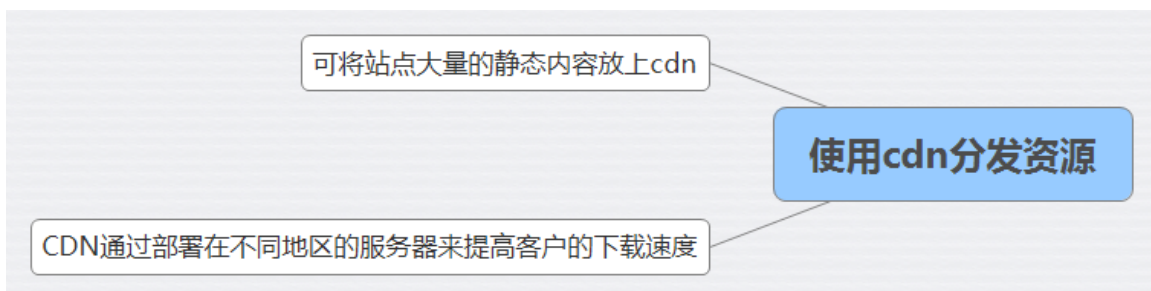 可将站点大量的静态内容放上cdn
使用cdn分发资源
CDN通过部署在不同地区的服务器来提高客户的下载速度